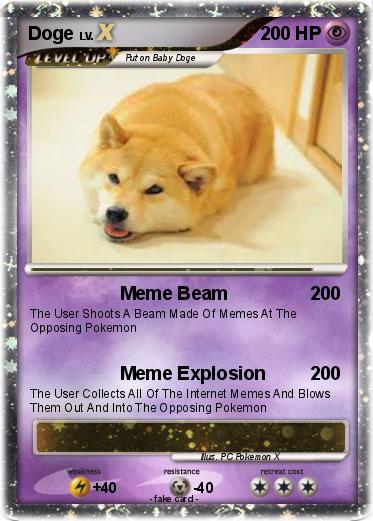 Doge LV. X 200 HP
LEVEL-UP Put on Baby Doge
Meme Beam 200
The User Shoots A Beam Made Of Memes At The
Opposing Pokemon
Meme Explosion 200
The User Collects All Of The Internet Memes And Blows
Them Out And Into The Opposing Pokemon
Illus. PC Pokemon X
weakness resistance retreat cost
+40 -40
- fake card -